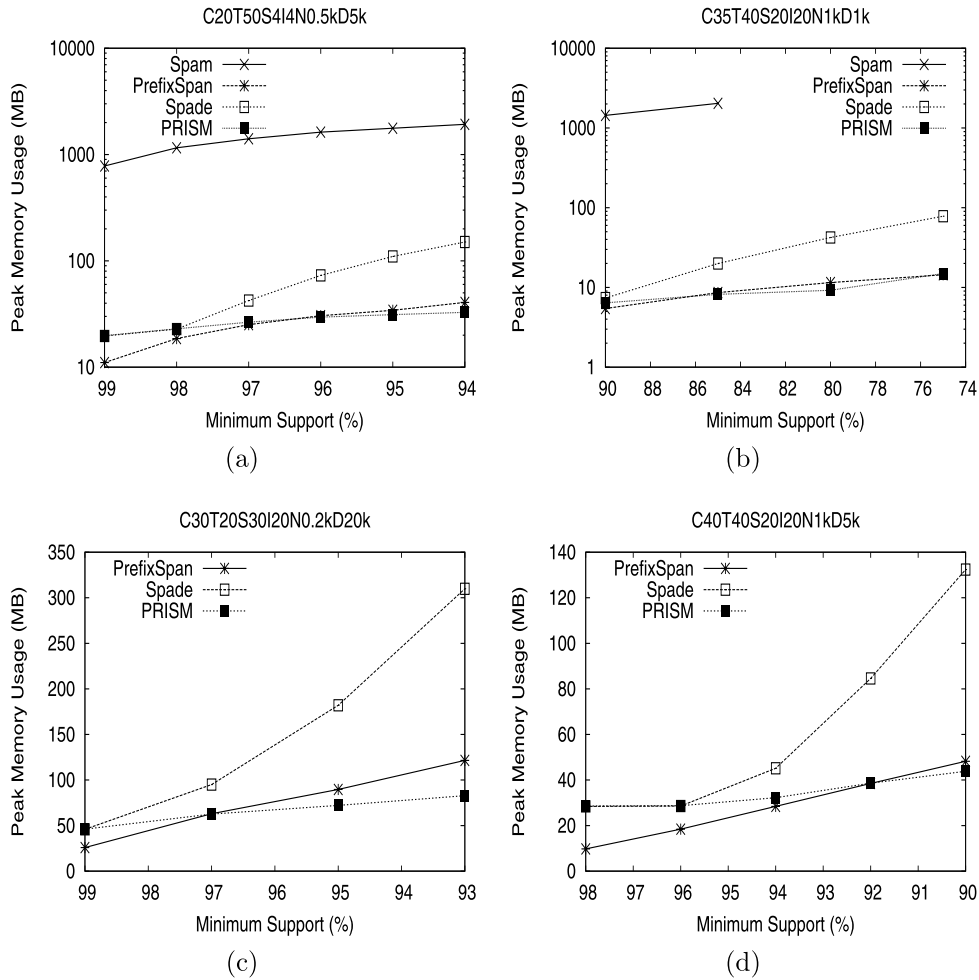 C20T50S4I4N0.5kD5k
Peak Memory Usage (MB)
10000
1000
100
10
Spam
PrefixSpan
Spade
PRISM
99 98 97 96 95 94
Minimum Support (%)
(a)
C35T40S20I20N1kD1k
Peak Memory Usage (MB)
10000
1000
100
10
1
Spam
PrefixSpan
Spade
PRISM
90 88 86 84 82 80 78 76 74
Minimum Support (%)
(b)
C30T20S30I20N0.2kD20k
Peak Memory Usage (MB)
350
300
250
200
150
100
50
0
PrefixSpan
Spade
PRISM
99 98 97 96 95 94 93
Minimum Support (%)
(c)
C40T40S20I20N1kD5k
Peak Memory Usage (MB)
140
120
100
80
60
40
20
0
PrefixSpan
Spade
PRISM
98 97 96 95 94 93 92 91 90
Minimum Support (%)
(d)